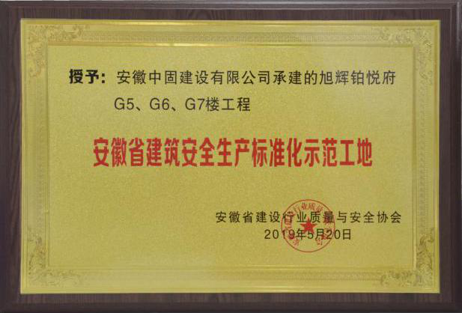 授予：安徽中固建设有限公司承建的旭辉铂悦府
G5、G6、G7楼工程
安徽省建筑安全生产标准化示范工地
安徽省建设行业质量与安全协会
2019年5月20日